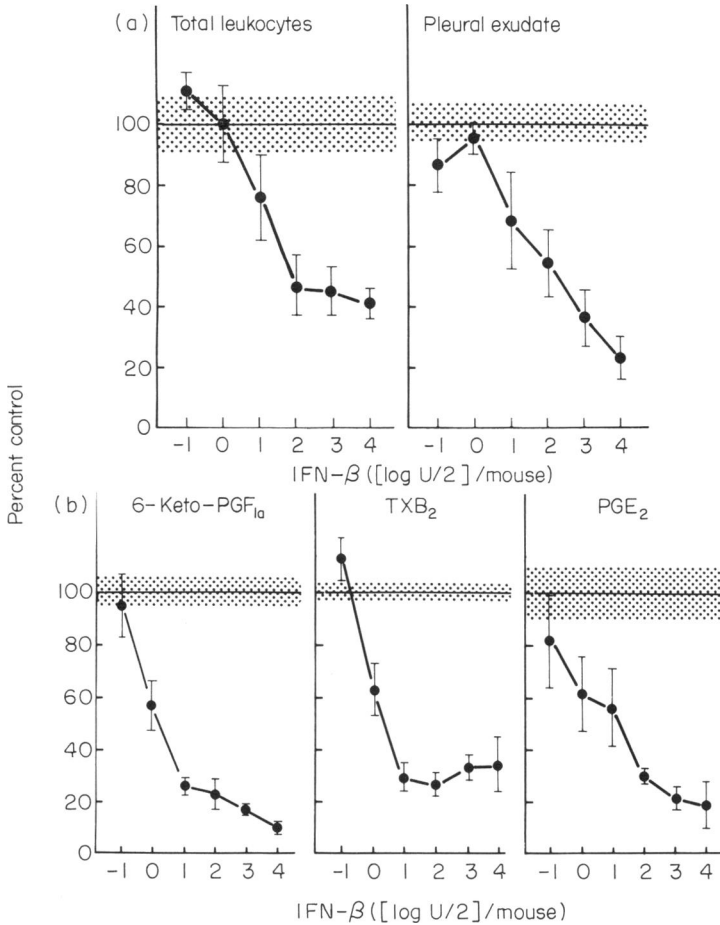 (a) Total leukocytes Pleural exudate
100
80
60
40
20
0
-1 0 1 2 3 4 -1 0 1 2 3 4
IFN-β ([log U/2]/mouse)
Percent control
(b) 6-Keto-PGF1α TXB2 PGE2
100
80
60
40
20
0
-1 0 1 2 3 4 -1 0 1 2 3 4 -1 0 1 2 3 4
IFN-β ([log U/2]/mouse)